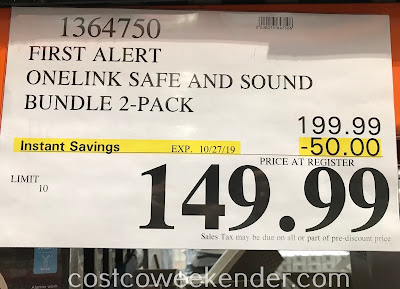 1364750
FIRST ALERT
ONELINK SAFE AND SOUND
BUNDLE 2-PACK
199.99
Instant Savings EXP. 10/27/19 -50.00
PRICE AT REGISTER
LIMIT
10
149.99
Sales Tax may be due on all or part of pre-discount price
costcoweekender.com